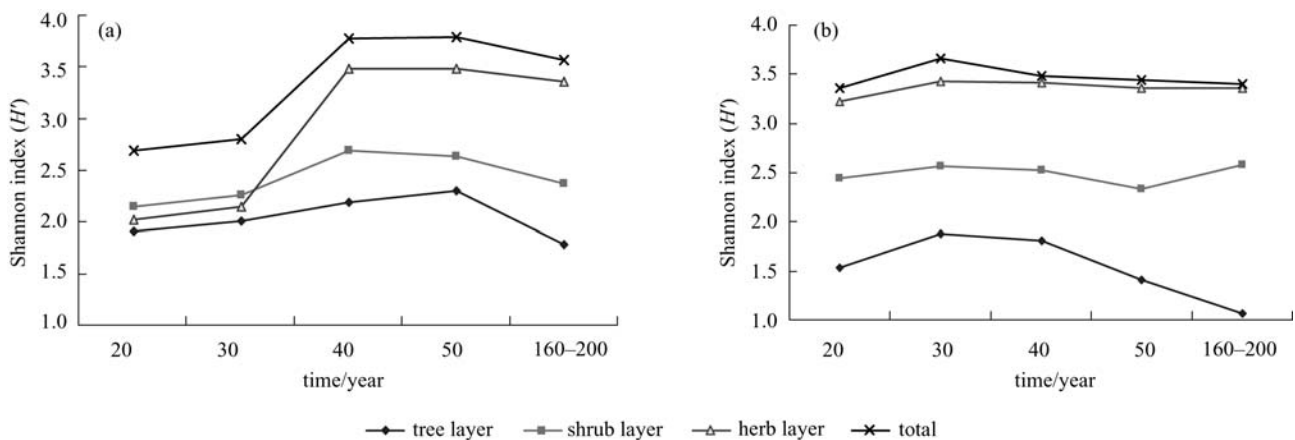 (a)
Shannon index (H′)
4.0
3.5
3.0
2.5
2.0
1.5
1.0
20 30 40 50 160–200
time/year
(b)
Shannon index (H′)
4.0
3.5
3.0
2.5
2.0
1.5
1.0
20 30 40 50 160–200
time/year
tree layer shrub layer herb layer total